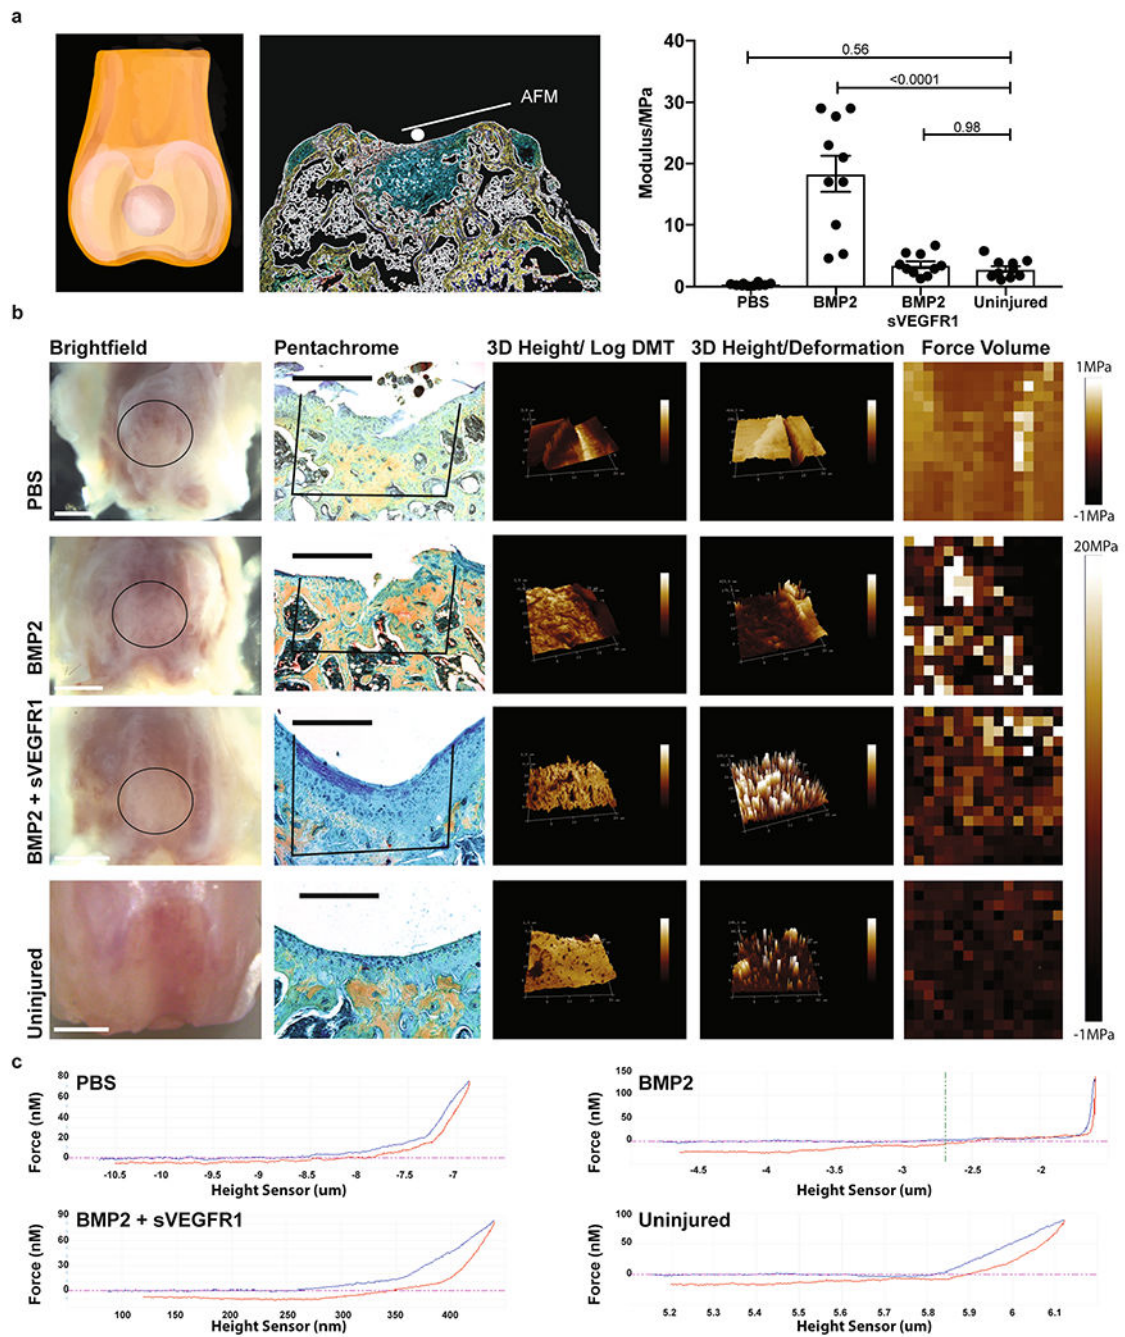 a
AFM
Modulus/MPa
40
30
20
10
0
0.56
<0.0001
0.98
PBS
BMP2
BMP2
sVEGFR1
Uninjured
b
Brightfield
Pentachrome
3D Height/ Log DMT
3D Height/Deformation
Force Volume
PBS
BMP2
BMP2 + sVEGFR1
Uninjured
1MPa
-1MPa
20MPa
-1MPa
c
PBS
Force (nM)
80
60
40
20
0
-10.5 -10 -9.5 -9 -8.5 -8 -7.5 -7
Height Sensor (um)
BMP2
Force (nM)
150
100
50
0
-4.5 -4 -3.5 -3 -2.5 -2
Height Sensor (um)
BMP2 + sVEGFR1
Force (nM)
90
60
30
0
100 150 200 250 300 350 400
Height Sensor (nm)
Uninjured
Force (nM)
100
50
0
5.2 5.3 5.4 5.5 5.6 5.7 5.8 5.9 6 6.1
Height Sensor (um)